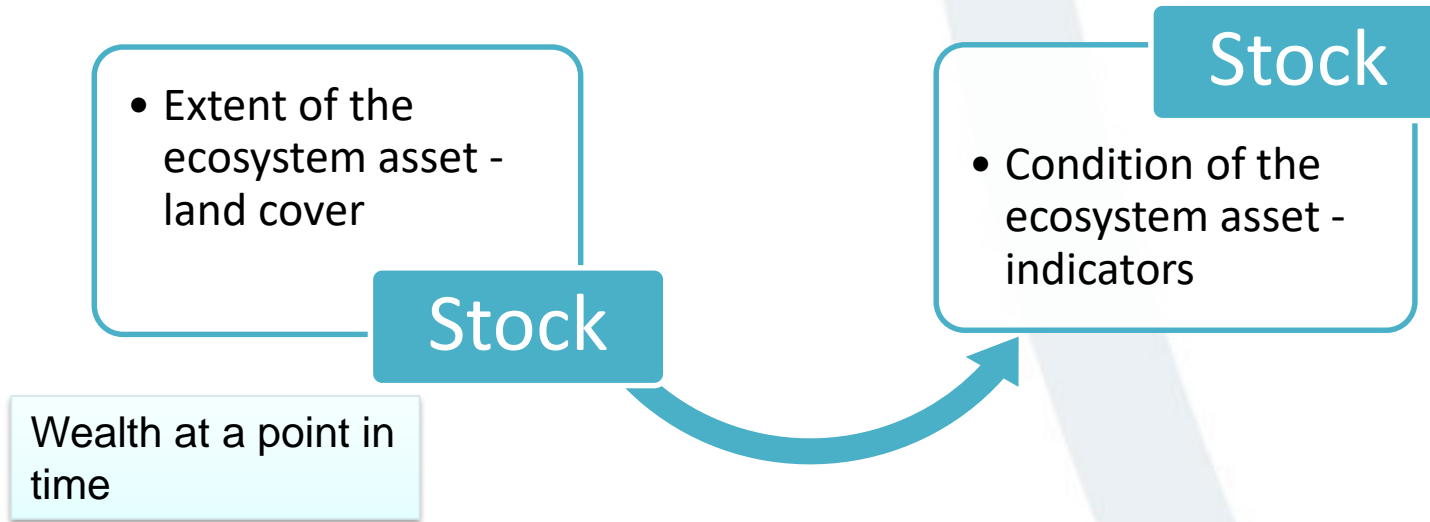 • Extent of the
ecosystem asset -
land cover
Stock
Wealth at a point in
time
Stock
• Condition of the
ecosystem asset -
indicators